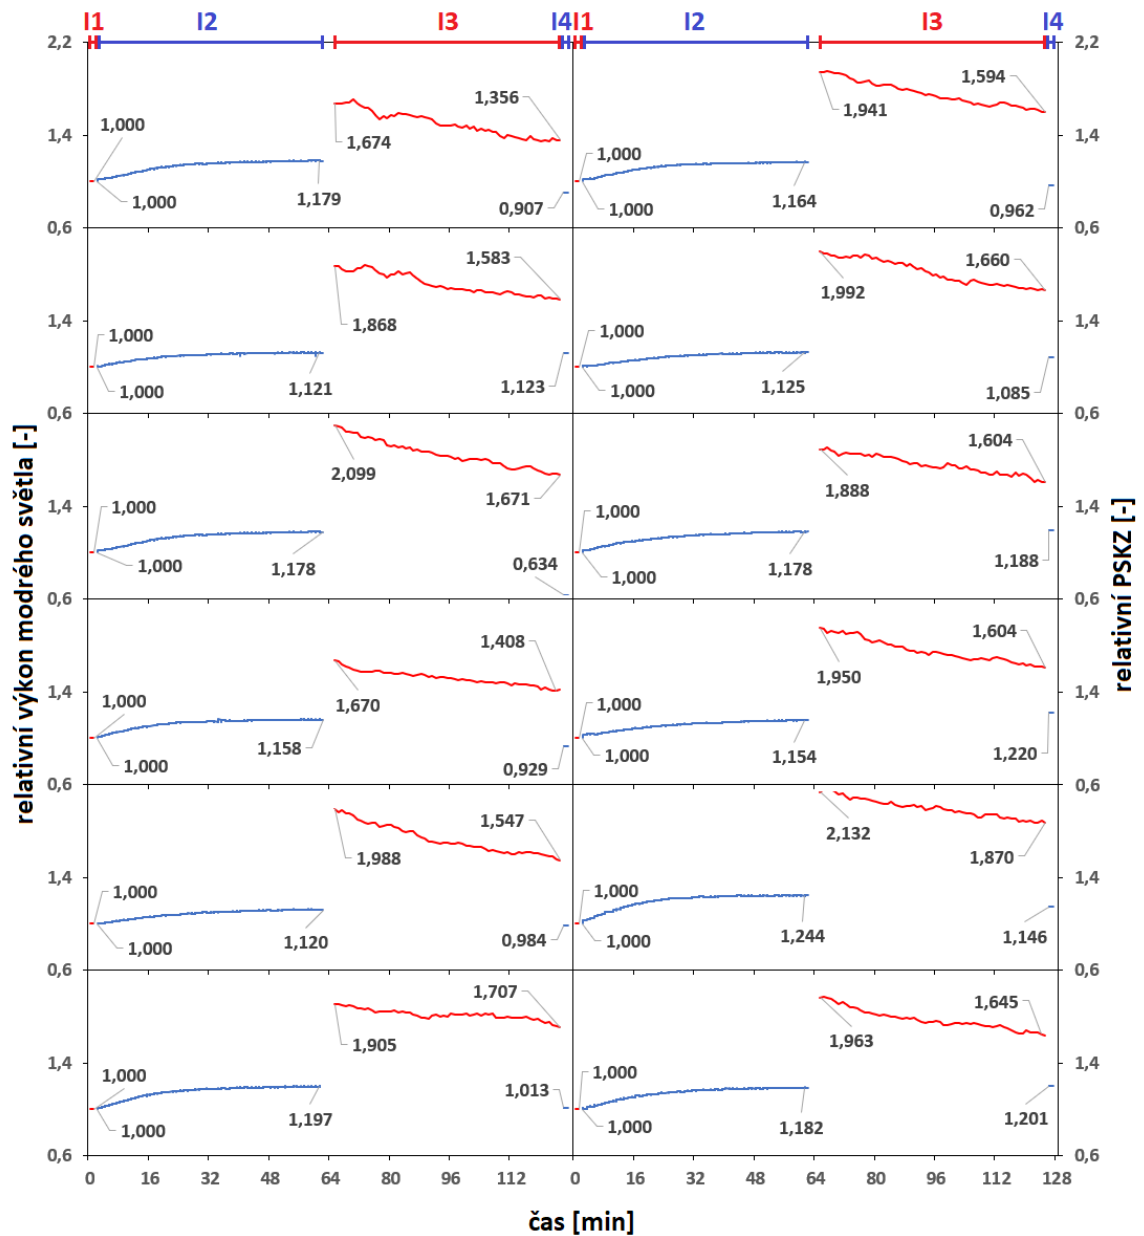 I1 I2 I3 I4 I1 I2 I3 I4
2,2 2,2
1,000 1,356 1,594
1,674 1,941
1,4 1,000 1,4
1,000 1,179 0,907 1,000 1,164 0,962
0,6 0,6
1,583 1,660
1,868 1,992
1,4 1,000 1,000 1,4
1,000 1,121 1,123 1,000 1,125 1,085
0,6 0,6
1,604
2,099 1,671 1,888
1,4 1,000 1,000 1,4
1,000 1,178 0,634 1,000 1,178 1,188
0,6 0,6
1,408 1,604
1,670 1,950
1,4 1,000 1,000 1,4
1,000 1,158 0,929 1,000 1,154 1,220
0,6 0,6
1,547 2,132
1,988 1,870
1,4 1,000 1,000 1,4
1,000 1,120 0,984 1,000 1,244 1,146
0,6 0,6
1,707 1,645
1,905 1,963
1,4 1,000 1,013 1,000 1,4
1,000 1,197 1,000 1,182 1,201
0,6 0,6
0 16 32 48 64 80 96 112 0 16 32 48 64 80 96 112 128
čas [min]
relativní výkon modrého světla [-]
relativní PSKZ [-]